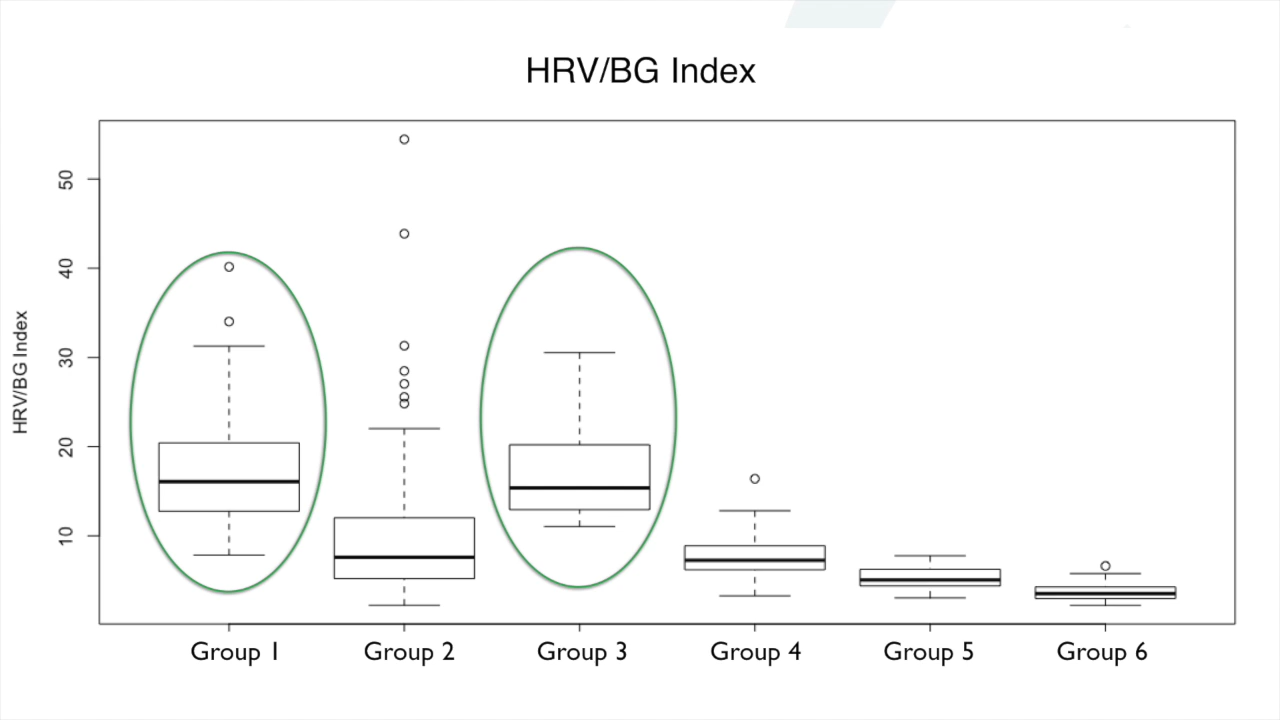 HRV/BG Index
HRV/BG Index
50
40
30
20
10
Group 1
Group 2
Group 3
Group 4
Group 5
Group 6